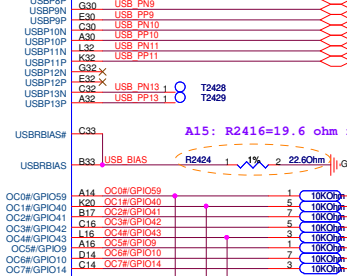 USBP8P
USBP9N G30 USB_PN9
USBP9P E30 USB_PP9
USBP10N C30 USB_PN10
USBP10P A30 USB_PP10
USBP11N L32 USB_PN11
USBP11P K32 USB_PP11
USBP12N G32
USBP12P E32
USBP13N C32 USB_PN13 1 T2428
USBP13P A32 USB_PP13 1 T2429
A15: R2416=19.6 ohm
USBRBIAS# C33
USBRBIAS B33 USB_BIAS R2424 1 1% 2 22.6Ohm G
OC0#/GPIO59 A14 OC0#/GPIO59 1 10KOhm
OC1#/GPIO40 K20 OC1#/GPIO40 5 10KOhm
OC2#/GPIO41 B17 OC2#/GPIO41 7 10KOhm
OC3#/GPIO42 C16 OC3#/GPIO42 3 10KOhm
OC4#/GPIO43 L16 OC4#/GPIO43 3 10KOhm
OC5#/GPIO9 A16 OC5#/GPIO9 1 10KOhm
OC6#/GPIO10 D14 OC6#/GPIO10 7 10KOhm
OC7#/GPIO14 C14 OC7#/GPIO14 5 10KOhm